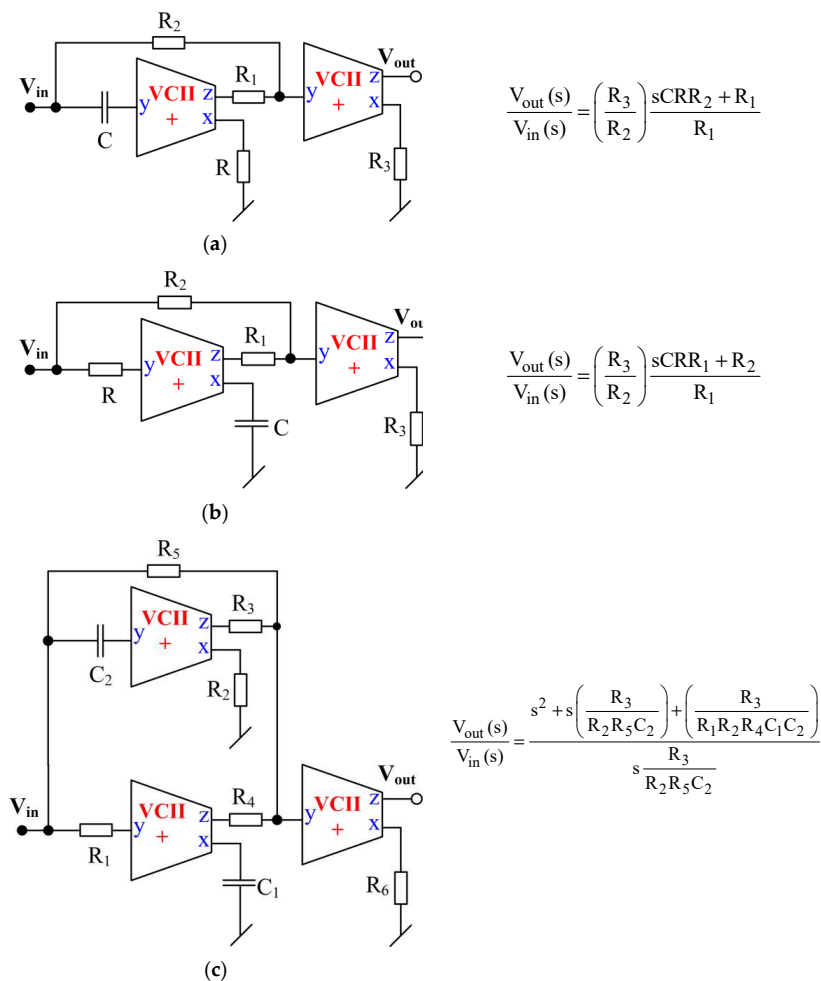 R2
Vin
VCII
+
y
z
x
R1
C
R
y
VCII
+
z
x
Vout
R3
Vout(s)/Vin(s) = (R3/R2) (sCRR2 + R1)/R1
(a)
R2
Vin
R
y
VCII
+
z
x
R1
C
y
VCII
+
z
x
R3
Vout(s)/Vin(s) = (R3/R2) (sCRR1 + R2)/R1
(b)
R5
C2
y
VCII
+
z
x
R3
R2
Vin
R1
y
VCII
+
z
x
R4
C1
y
VCII
+
z
x
Vout
R6
Vout(s)/Vin(s) = (s² + s(R3/(R2R5C2)) + (R3/(R1R2R4C1C2)))/(s R3/(R2R5C2))
(c)